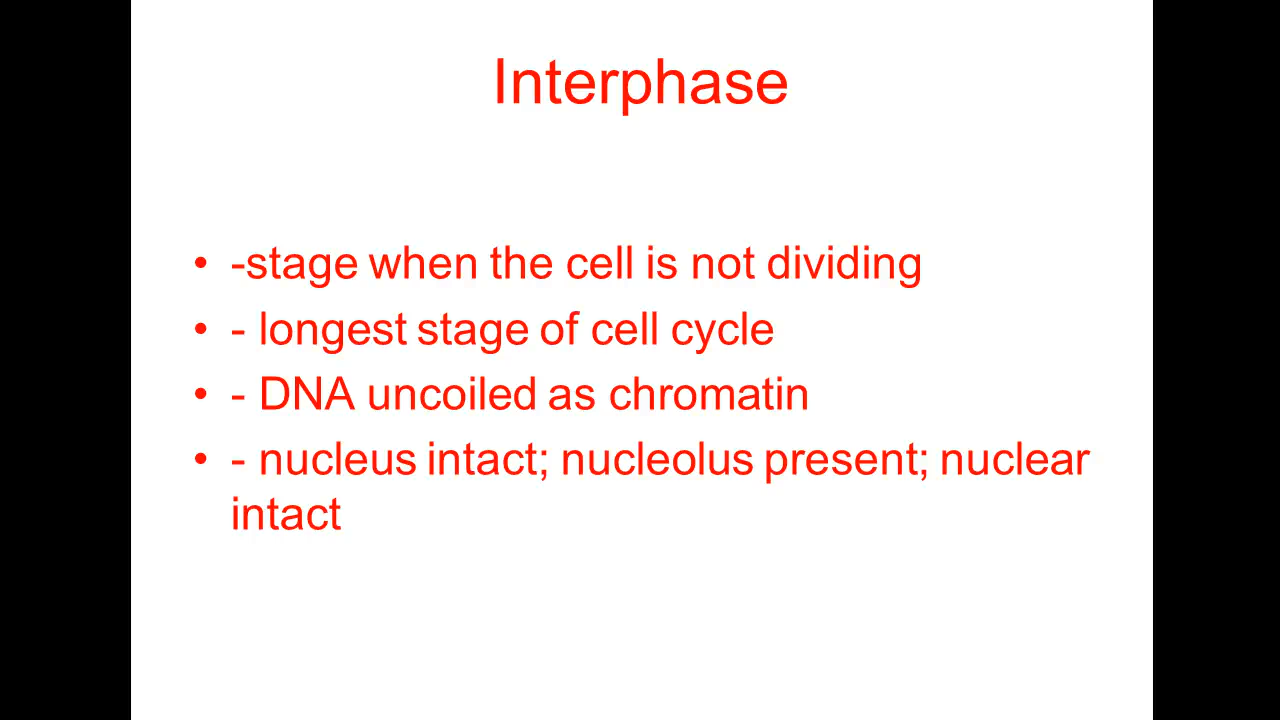 Interphase
• -stage when the cell is not dividing
• - longest stage of cell cycle
• - DNA uncoiled as chromatin
• - nucleus intact; nucleolus present; nuclear
intact